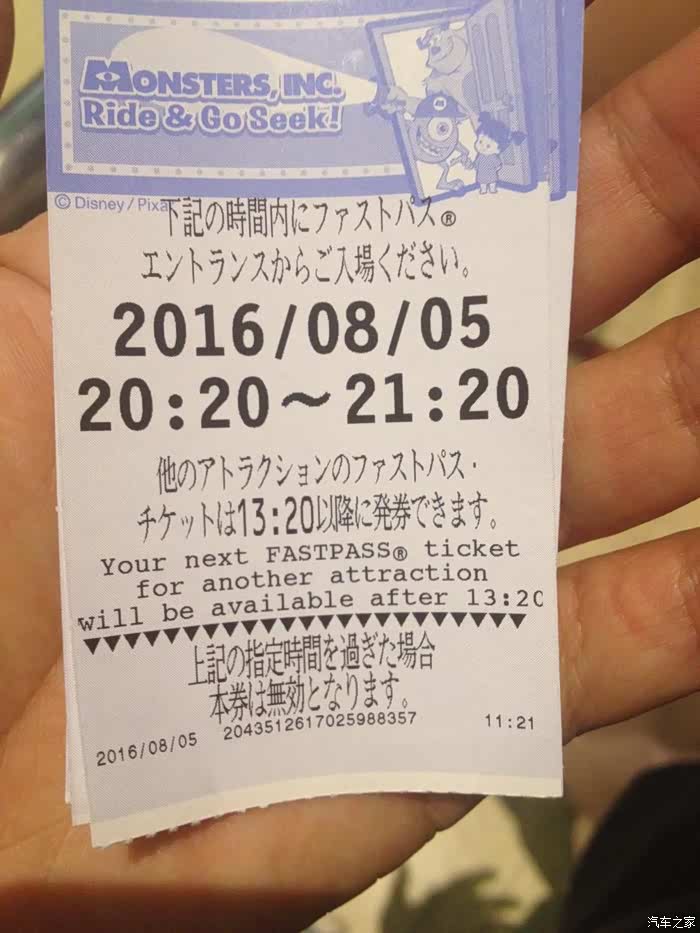 MONSTERS, INC.
Ride & Go Seek!
© Disney / Pixa
下記の時間内にファストパス®
エントランスからご入場ください。
2016/08/05
20:20～21:20
他のアトラクションのファストパス・
チケットは13:20以降に発券できます。
Your next FASTPASS® ticket
for another attraction
will be available after 13:20
▼▼▼▼▼▼▼▼▼▼▼▼▼▼▼▼▼▼▼▼▼▼▼
上記の指定時間を過ぎた場合
本券は無効となります。
2016/08/05 2043512617025988357 11:21
汽车之家